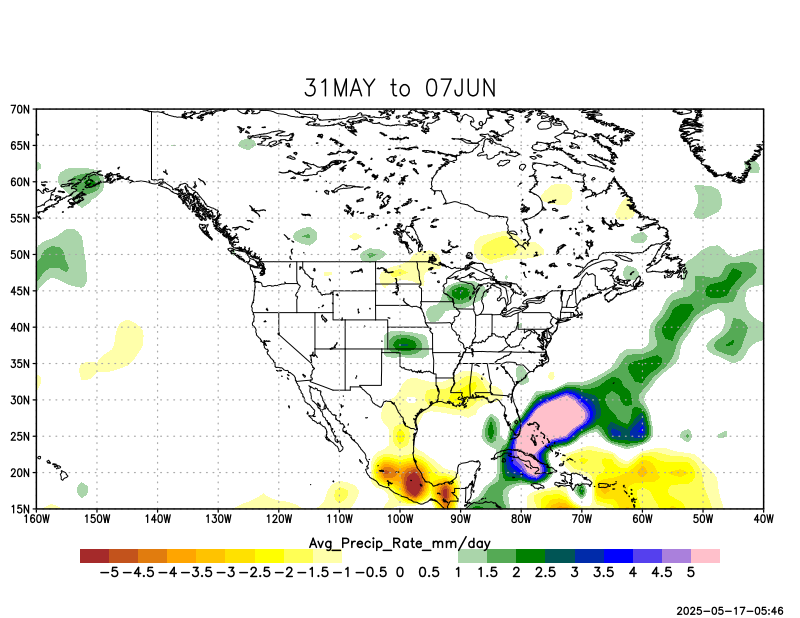 31MAY to 07JUN
70N
65N
60N
55N
50N
45N
40N
35N
30N
25N
20N
15N
160W 150W 140W 130W 120W 110W 100W 90W 80W 70W 60W 50W 40W
Avg_Precip_Rate_mm/day
-5 -4.5 -4 -3.5 -3 -2.5 -2 -1.5 -1 -0.5 0 0.5 1 1.5 2 2.5 3 3.5 4 4.5 5
2025-05-17-05:46